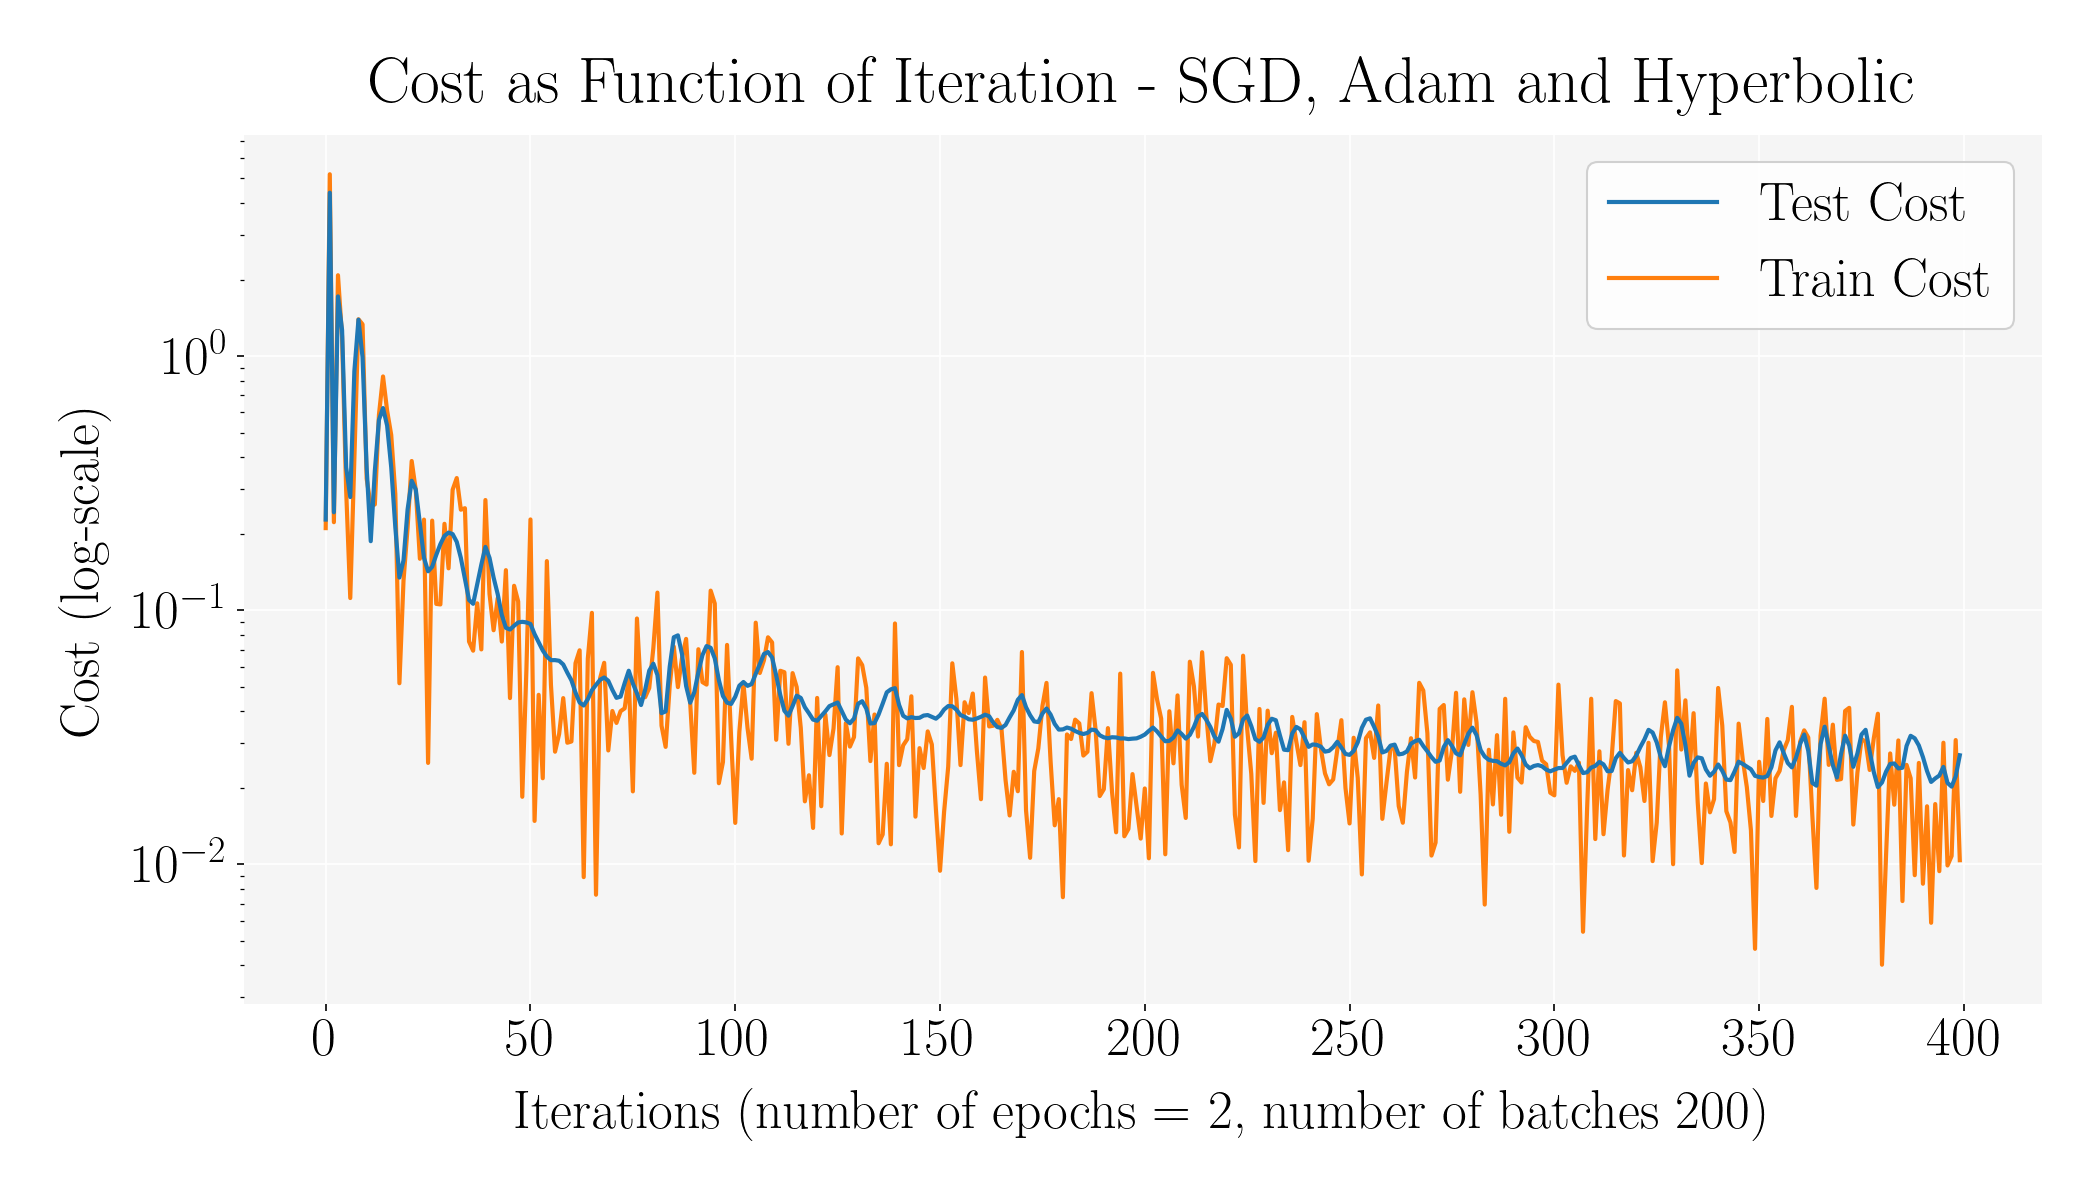 Cost as Function of Iteration - SGD, Adam and Hyperbolic
Test Cost
Train Cost
10⁰
10⁻¹
10⁻²
Cost (log-scale)
0 50 100 150 200 250 300 350 400
Iterations (number of epochs = 2, number of batches 200)